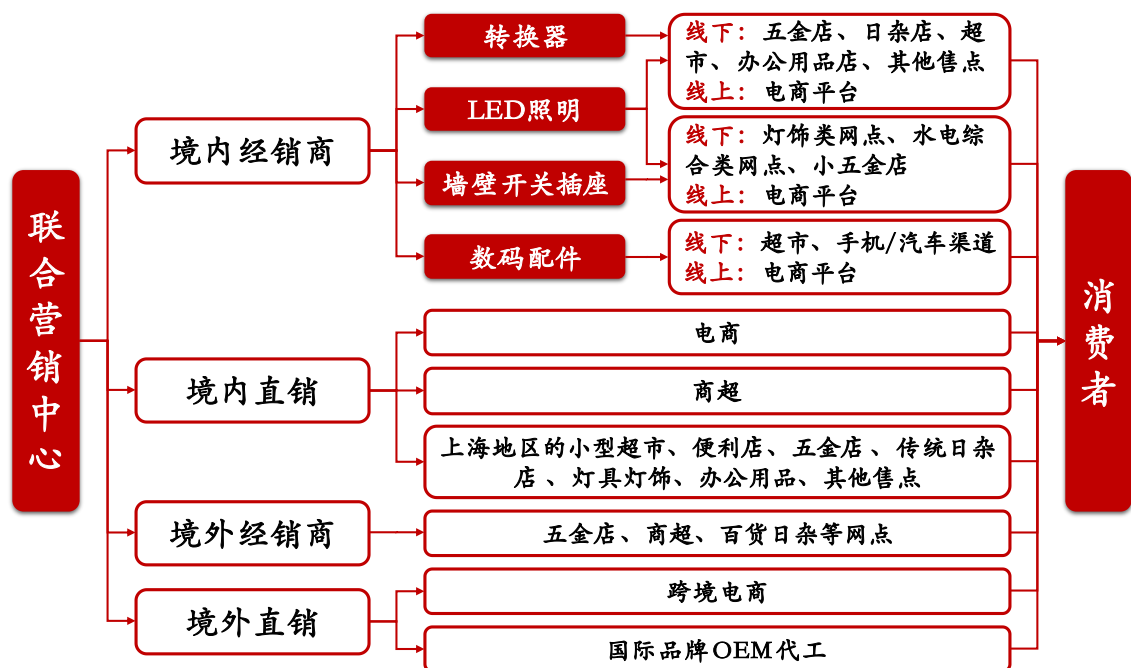 联合营销中心
境内经销商
转换器
线下：五金店、日杂店、超
市、办公用品店、其他售点
线上：电商平台
LED照明
线下：灯饰类网点、水电综
合类网点、小五金店
线上：电商平台
墙壁开关插座
数码配件
线下：超市、手机/汽车渠道
线上：电商平台
境内直销
电商
商超
上海地区的小型超市、便利店、五金店、传统日杂
店、灯具灯饰、办公用品、其他售点
境外经销商
五金店、商超、百货日杂等网点
境外直销
跨境电商
国际品牌OEM代工
消费者